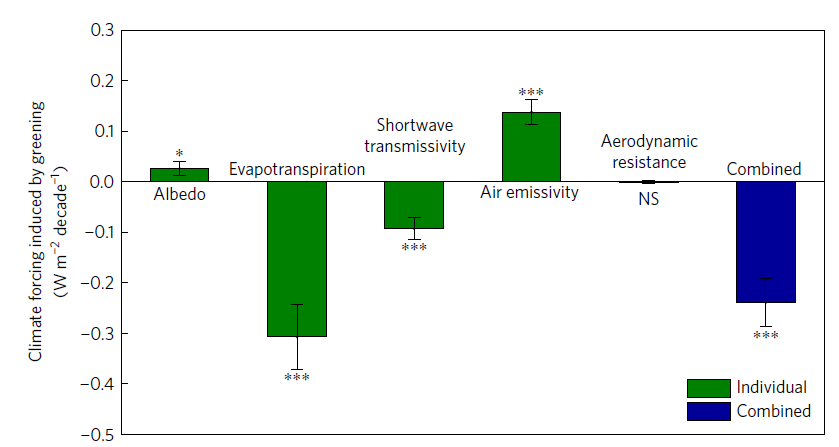 Climate forcing induced by greening
(W m−2 decade−1)
0.3
0.2
0.1
0.0
−0.1
−0.2
−0.3
−0.4
−0.5
*
Albedo
Evapotranspiration
***
Shortwave
transmissivity
***
***
Air emissivity
Aerodynamic
resistance
NS
Combined
***
Individual
Combined